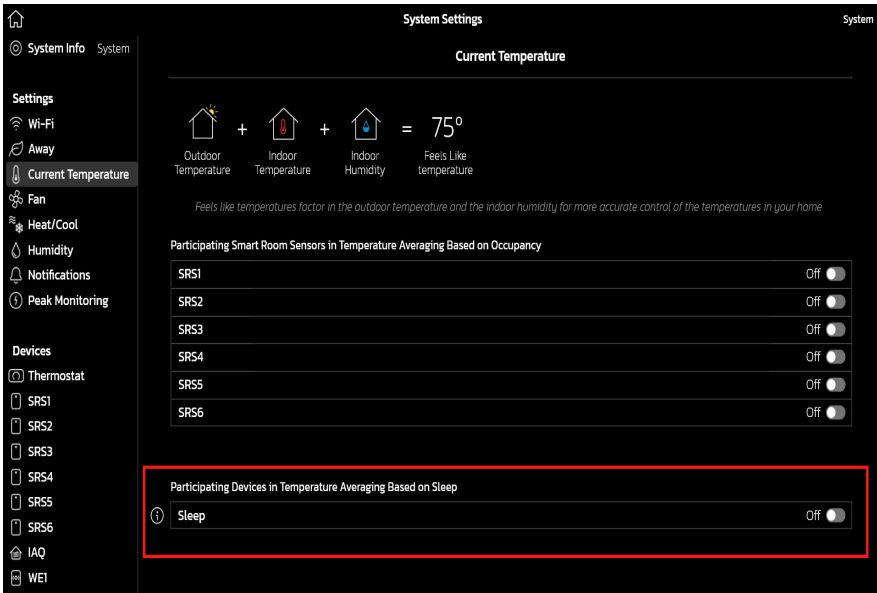 System Settings
System
System Info System
Current Temperature
Settings
Wi-Fi
Away
Current Temperature
Fan
Heat/Cool
Humidity
Notifications
Peak Monitoring
Devices
Thermostat
SRS1
SRS2
SRS3
SRS4
SRS5
SRS6
IAQ
WE1
+ + = 75°
Outdoor Temperature
Indoor Temperature
Indoor Humidity
Feels Like temperature
Feels like temperatures factor in the outdoor temperature and the indoor humidity for more accurate control of the temperatures in your home
Participating Smart Room Sensors in Temperature Averaging Based on Occupancy
SRS1 Off
SRS2 Off
SRS3 Off
SRS4 Off
SRS5 Off
SRS6 Off
Participating Devices in Temperature Averaging Based on Sleep
Sleep Off